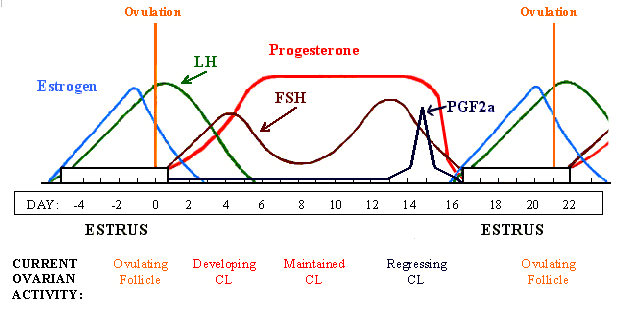 Ovulation
Ovulation
Progesterone
LH
Estrogen
FSH
PGF2a
DAY: -4 -2 0 2 4 6 8 10 12 14 16 18 20 22
ESTRUS ESTRUS
CURRENT OVARIAN ACTIVITY:
Ovulating Follicle
Developing CL
Maintained CL
Regressing CL
Ovulating Follicle